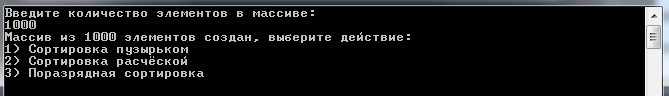 Введите количество элементов в массиве:
1000
Массив из 1000 элементов создан, выберите действие:
1) Сортировка пузырьком
2) Сортировка расчёской
3) Поразрядная сортировка